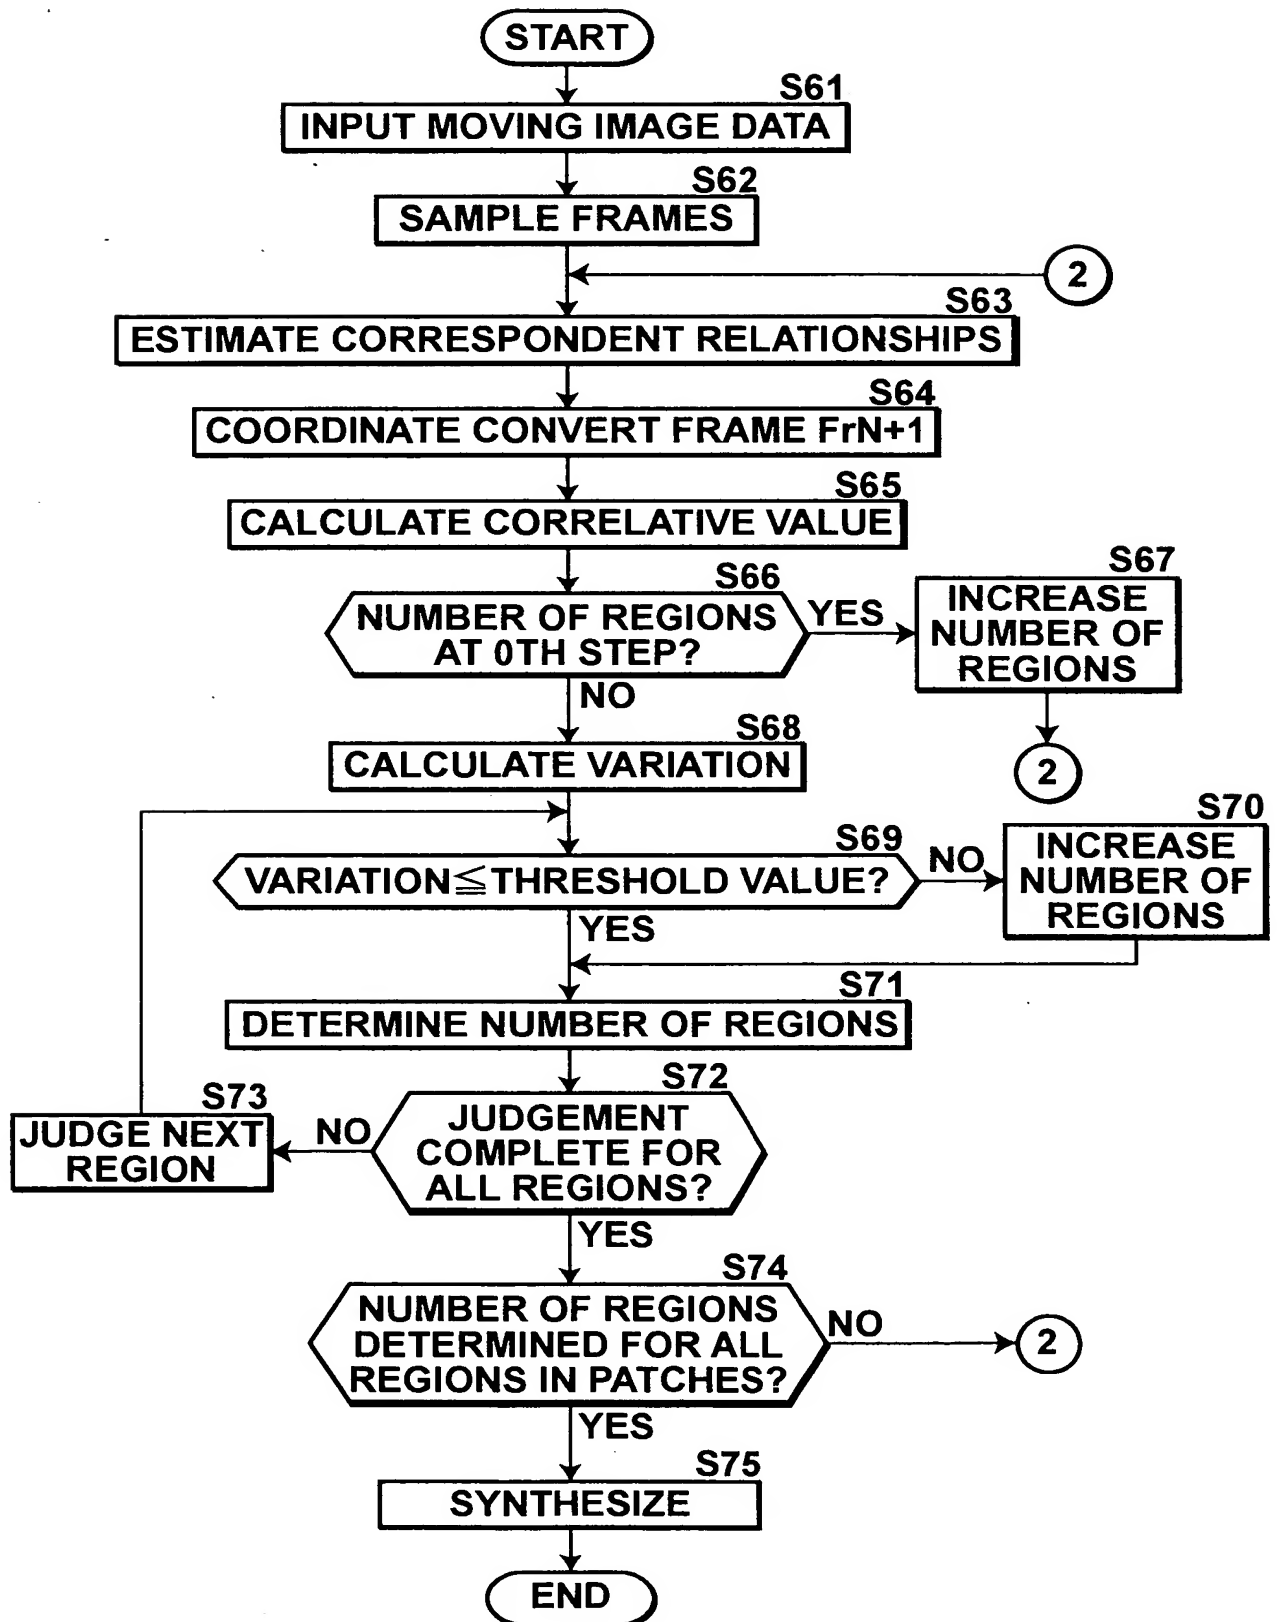 START
S61
INPUT MOVING IMAGE DATA
S62
SAMPLE FRAMES
2
S63
ESTIMATE CORRESPONDENT RELATIONSHIPS
S64
COORDINATE CONVERT FRAME FrN+1
S65
CALCULATE CORRELATIVE VALUE
S66
NUMBER OF REGIONS
AT 0TH STEP?
YES
S67
INCREASE
NUMBER OF
REGIONS
NO
2
S68
CALCULATE VARIATION
S69
VARIATION≦THRESHOLD VALUE?
NO
S70
INCREASE
NUMBER OF
REGIONS
YES
S71
DETERMINE NUMBER OF REGIONS
S72
JUDGEMENT
COMPLETE FOR
ALL REGIONS?
NO
S73
JUDGE NEXT
REGION
YES
S74
NUMBER OF REGIONS
DETERMINED FOR ALL
REGIONS IN PATCHES?
NO
2
YES
S75
SYNTHESIZE
END